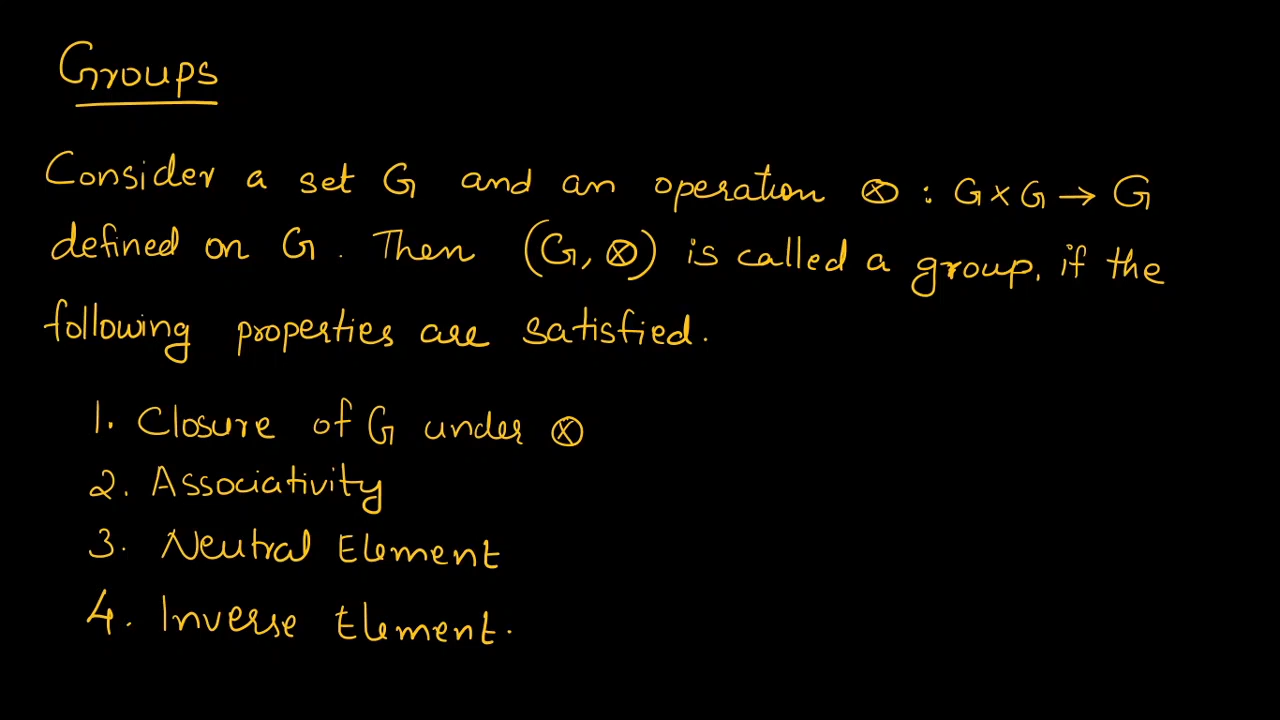 Groups
Consider a set G and an operation ⊗ : G × G → G
defined on G. Then (G, ⊗) is called a group, if the
following properties are satisfied.
1. Closure of G under ⊗
2. Associativity
3. Neutral Element
4. Inverse Element.